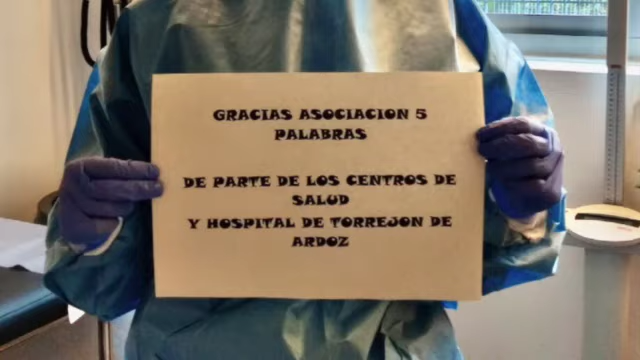 GRACIAS ASOCIACION 5
PALABRAS
DE PARTE DE LOS CENTROS DE
SALUD
Y HOSPITAL DE TORREJON DE
ARDOZ